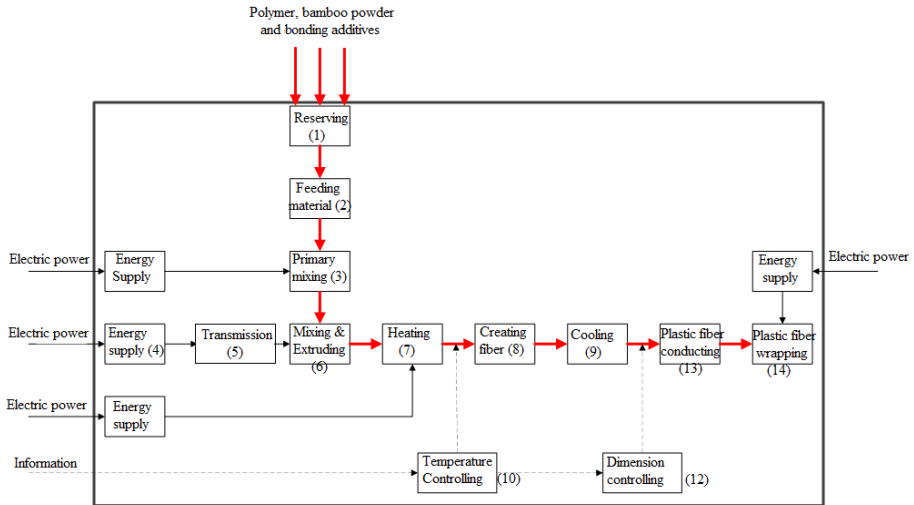 Polymer, bamboo powder
and bonding additives
Reserving
(1)
Feeding
material (2)
Electric power
Energy
Supply
Primary
mixing (3)
Energy
supply
Electric power
Electric power
Energy
supply (4)
Transmission
(5)
Mixing &
Extruding
(6)
Heating
(7)
Creating
fiber (8)
Cooling
(9)
Plastic fiber
conducting
(13)
Plastic fiber
wrapping
(14)
Electric power
Energy
supply
Information
Temperature
Controlling
(10)
Dimension
controlling
(12)